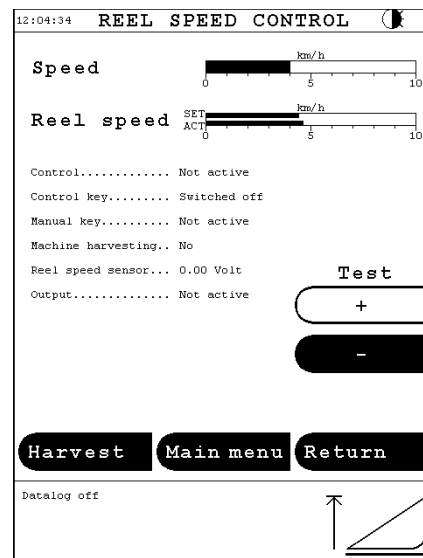 12:04:34 REEL SPEED CONTROL
km/h
Speed
0 5 10
km/h
Reel speed SET
ACT
0 5 10
Control............. Not active
Control key......... Switched off
Manual key.......... Not active
Machine harvesting.. No
Reel speed sensor... 0.00 Volt
Output.............. Not active
Test
+
-
Harvest Main menu Return
Datalog off